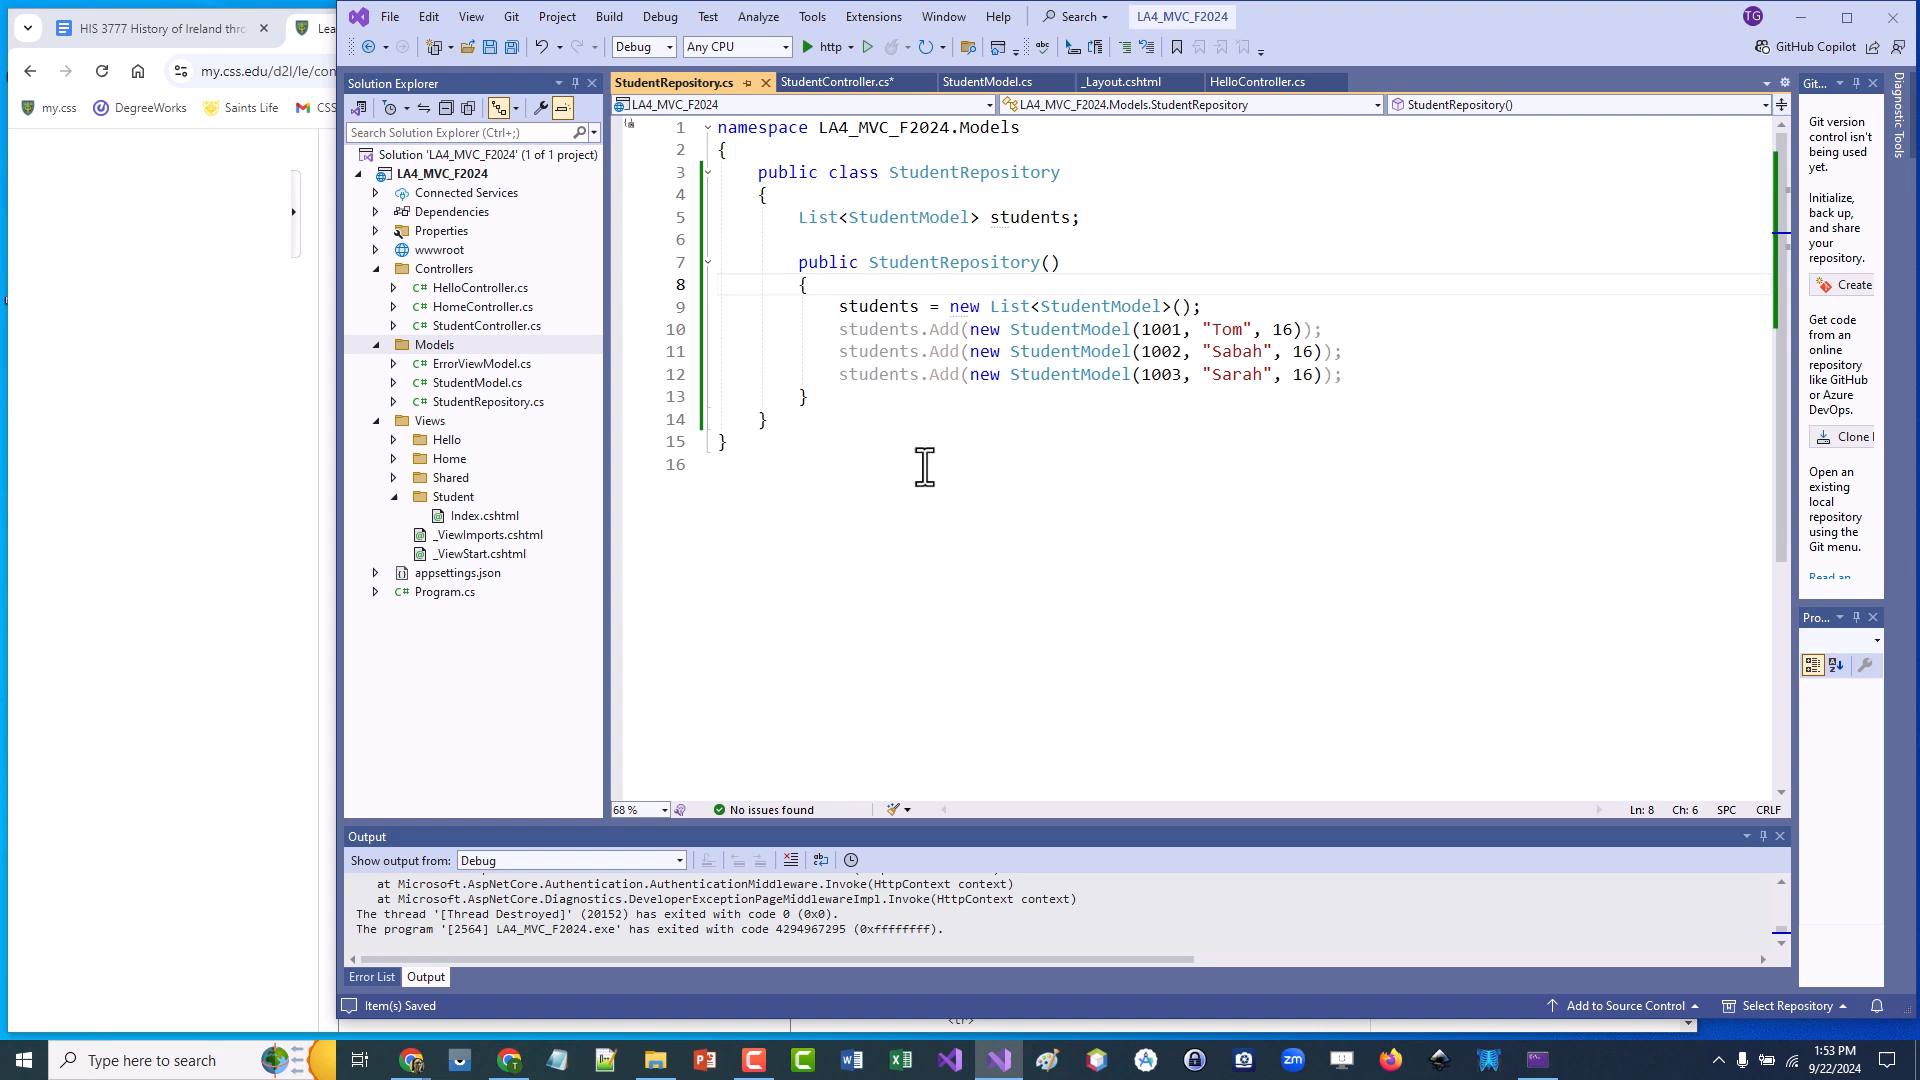 HIS 3777 History of Ireland thro
Lea
my.css.edu/d2l/le/con
my.css
DegreeWorks
Saints Life
CSS
File
Edit
View
Git
Project
Build
Debug
Test
Analyze
Tools
Extensions
Window
Help
Search
LA4_MVC_F2024
TG
Debug
Any CPU
http
GitHub Copilot
Solution Explorer
Search Solution Explorer (Ctrl+;)
Solution 'LA4_MVC_F2024' (1 of 1 project)
LA4_MVC_F2024
Connected Services
Dependencies
Properties
wwwroot
Controllers
C# HelloController.cs
C# HomeController.cs
C# StudentController.cs
Models
C# ErrorViewModel.cs
C# StudentModel.cs
C# StudentRepository.cs
Views
Hello
Home
Shared
Student
Index.cshtml
_ViewImports.cshtml
_ViewStart.cshtml
appsettings.json
C# Program.cs
StudentRepository.cs
StudentController.cs*
StudentModel.cs
_Layout.cshtml
HelloController.cs
LA4_MVC_F2024
LA4_MVC_F2024.Models.StudentRepository
StudentRepository()
1 namespace LA4_MVC_F2024.Models
2 {
3 public class StudentRepository
4 {
5 List<StudentModel> students;
6
7 public StudentRepository()
8 {
9 students = new List<StudentModel>();
10 students.Add(new StudentModel(1001, "Tom", 16));
11 students.Add(new StudentModel(1002, "Sabah", 16));
12 students.Add(new StudentModel(1003, "Sarah", 16));
13 }
14 }
15 }
16
68 %
No issues found
Ln: 8
Ch: 6
SPC
CRLF
Output
Show output from:
Debug
at Microsoft.AspNetCore.Authentication.AuthenticationMiddleware.Invoke(HttpContext context)
at Microsoft.AspNetCore.Diagnostics.DeveloperExceptionPageMiddlewareImpl.Invoke(HttpContext context)
The thread '[Thread Destroyed]' (20152) has exited with code 0 (0x0).
The program '[2564] LA4_MVC_F2024.exe' has exited with code 4294967295 (0xffffffff).
Error List
Output
Item(s) Saved
Add to Source Control
Select Repository
Git...
Git version
control isn't
being used
yet.
Initialize,
back up,
and share
your
repository.
Create
Get code
from an
online
repository
like GitHub
or Azure
DevOps.
Clone
Open an
existing
local
repository
using the
Git menu.
Read an
Pro...
Diagnostic Tools
<tr>
Type here to search
zm
1:53 PM
9/22/2024